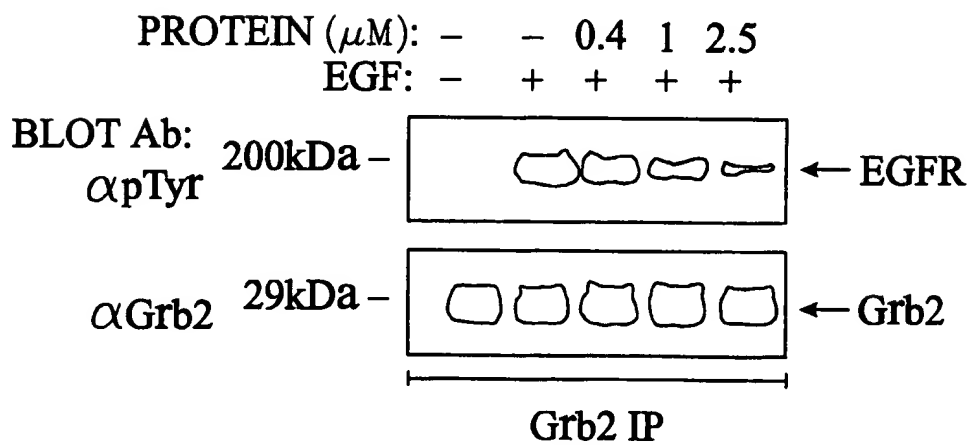 PROTEIN (μM): – – 0.4 1 2.5
EGF: – + + + +
BLOT Ab:
αpTyr 200kDa – ← EGFR
αGrb2 29kDa – ← Grb2
Grb2 IP